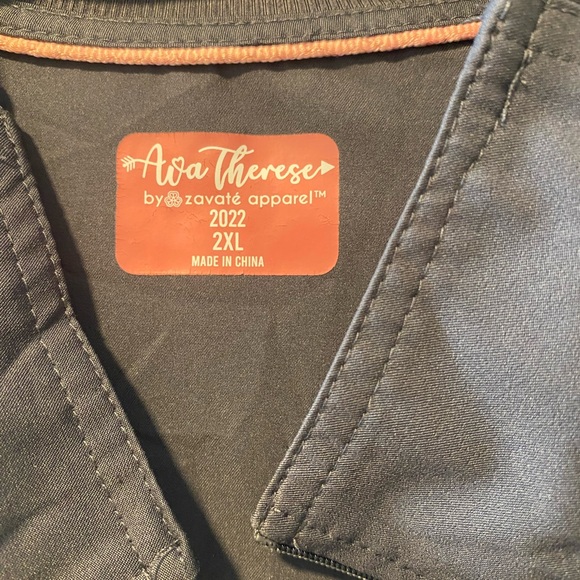 Ava Therese
by zavaté apparel™
2022
2XL
MADE IN CHINA